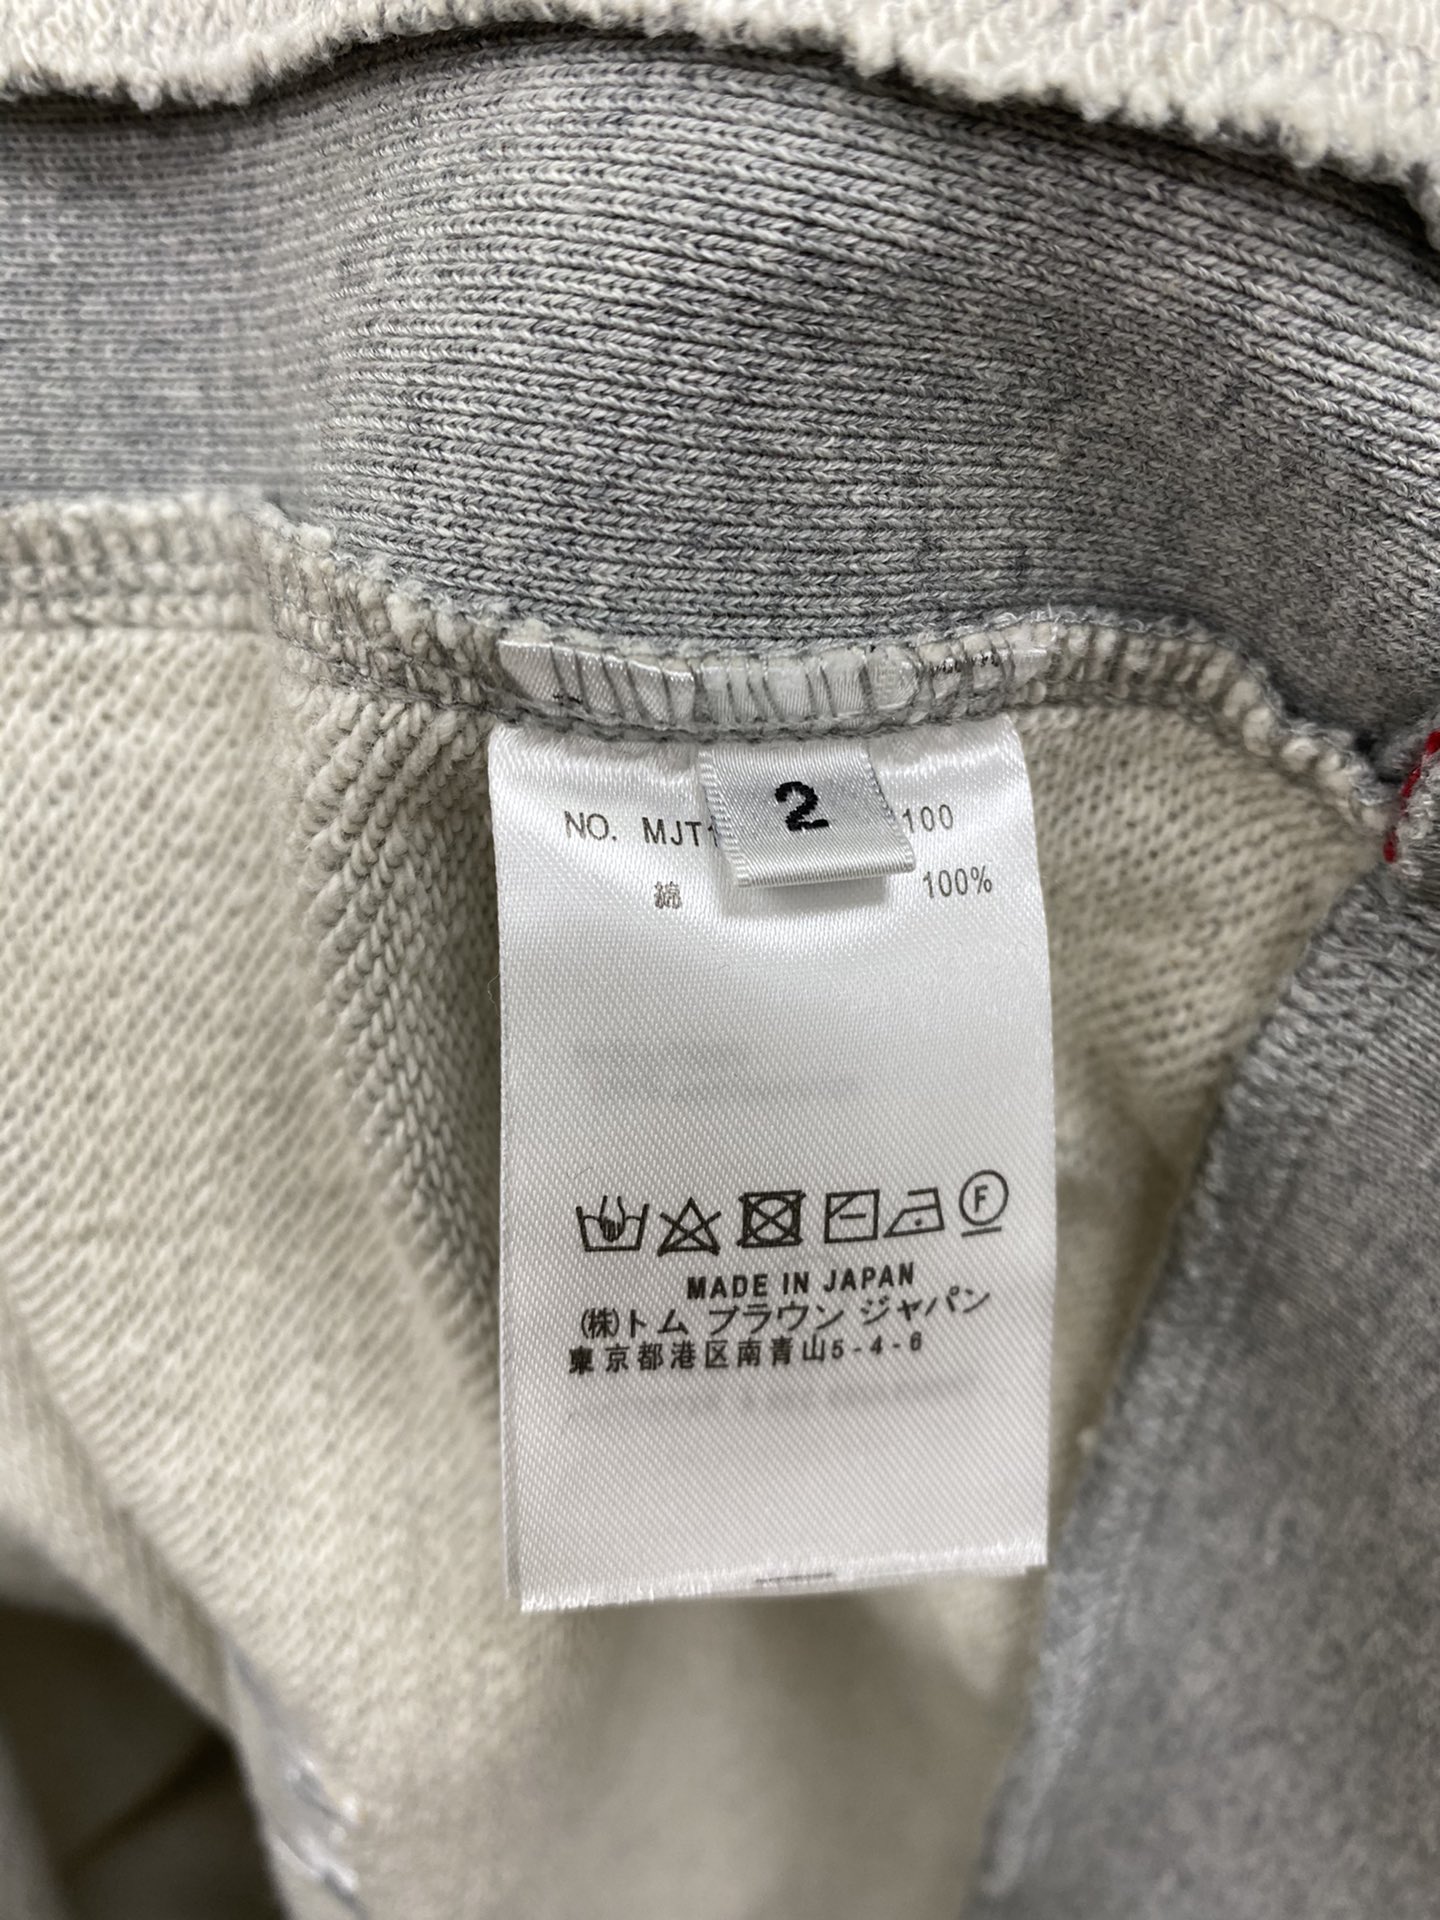 2
NO. MJT1 100
綿 100%
F
MADE IN JAPAN
(株)トム ブラウン ジャパン
東京都港区南青山5-4-6